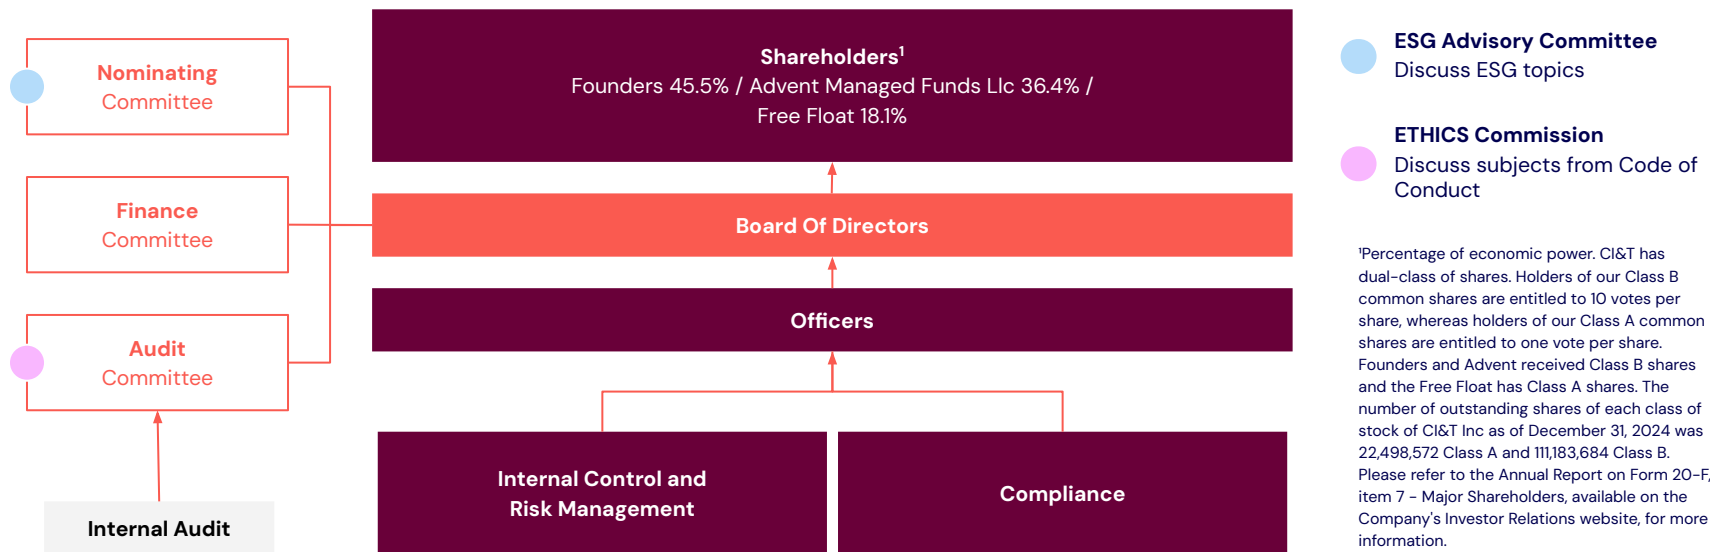 Nominating
Committee
Finance
Committee
Audit
Committee
Internal Audit
Shareholders¹
Founders 45.5% / Advent Managed Funds Llc 36.4% /
Free Float 18.1%
Board Of Directors
Officers
Internal Control and
Risk Management
Compliance
ESG Advisory Committee
Discuss ESG topics
ETHICS Commission
Discuss subjects from Code of
Conduct
¹Percentage of economic power. CI&T has
dual-class of shares. Holders of our Class B
common shares are entitled to 10 votes per
share, whereas holders of our Class A common
shares are entitled to one vote per share.
Founders and Advent received Class B shares
and the Free Float has Class A shares. The
number of outstanding shares of each class of
stock of CI&T Inc as of December 31, 2024 was
22,498,572 Class A and 111,183,684 Class B.
Please refer to the Annual Report on Form 20-F,
item 7 - Major Shareholders, available on the
Company's Investor Relations website, for more
information.